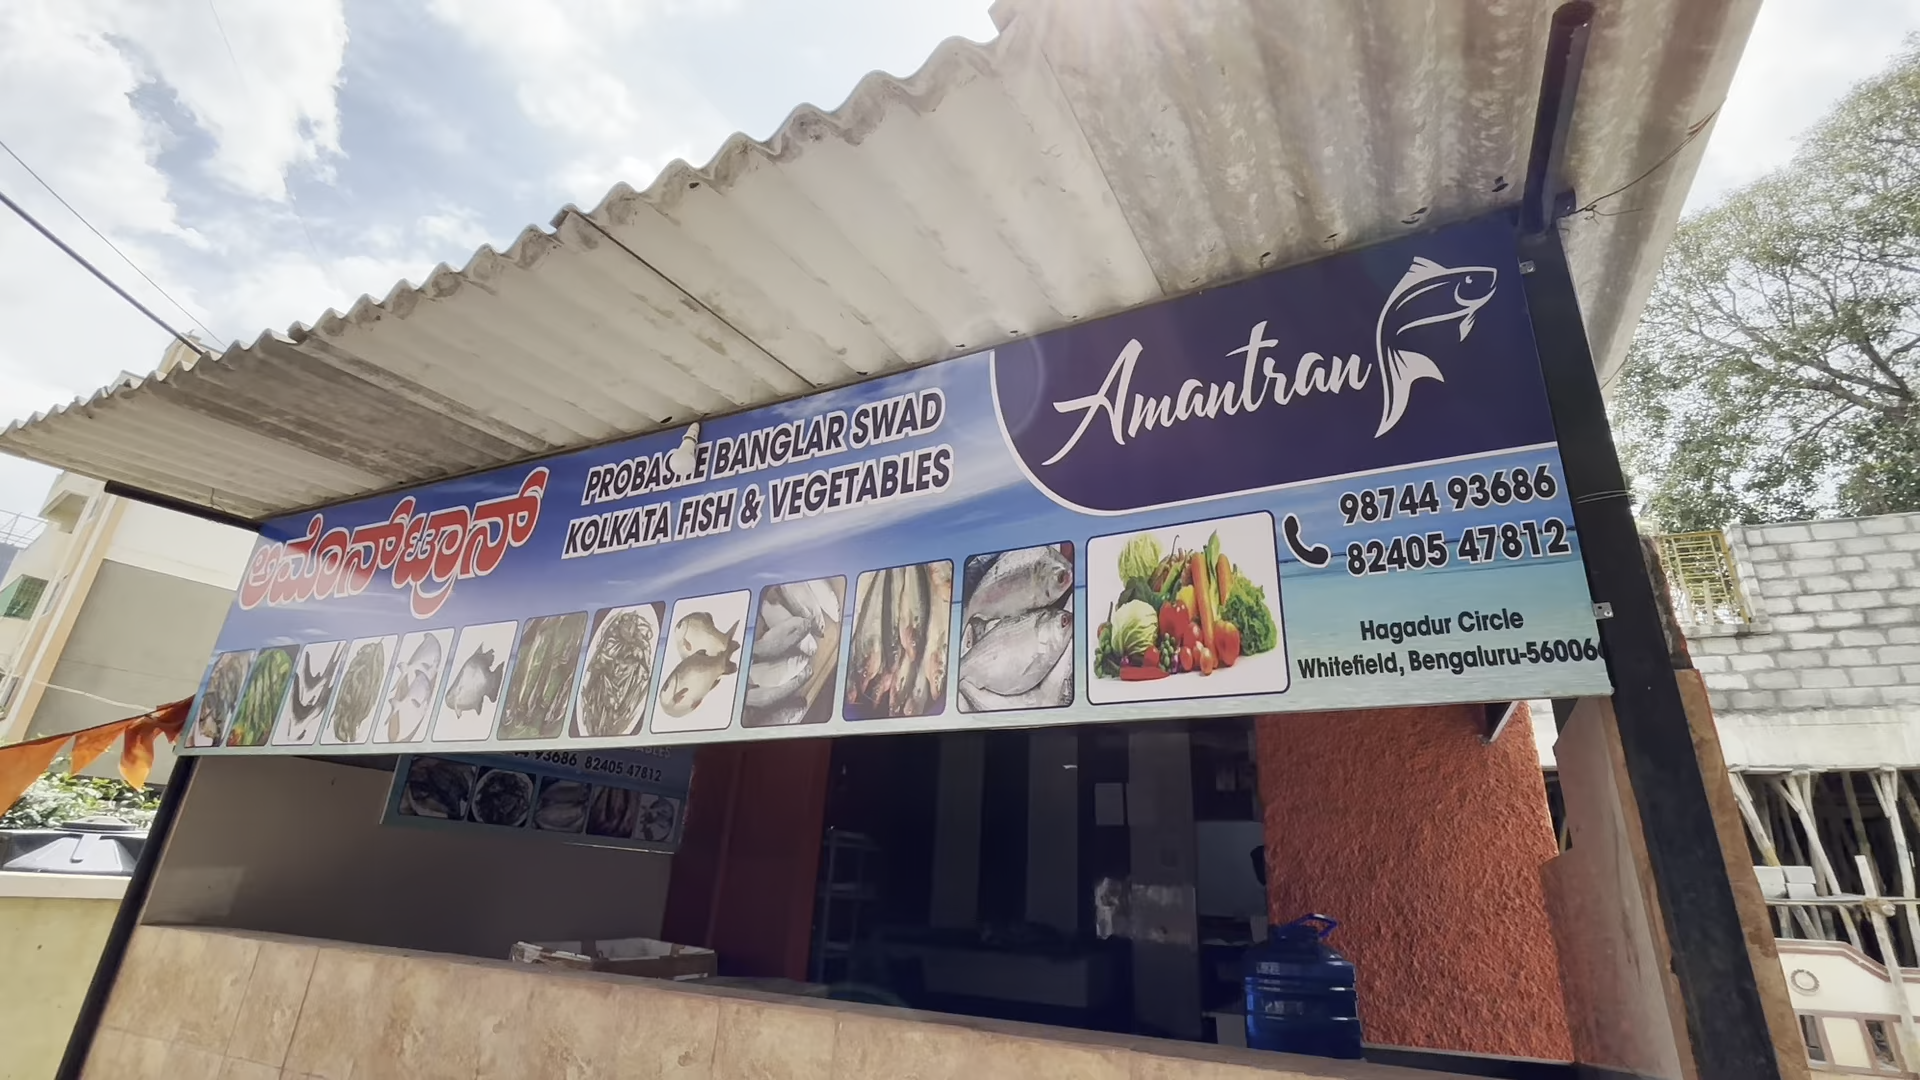 ಅಮೋನ್ಟ್ರಾನ್
PROBASHE BANGLAR SWAD
KOLKATA FISH & VEGETABLES
Amantran
98744 93686
82405 47812
Hagadur Circle
Whitefield, Bengaluru-560066
93686 82405 47812